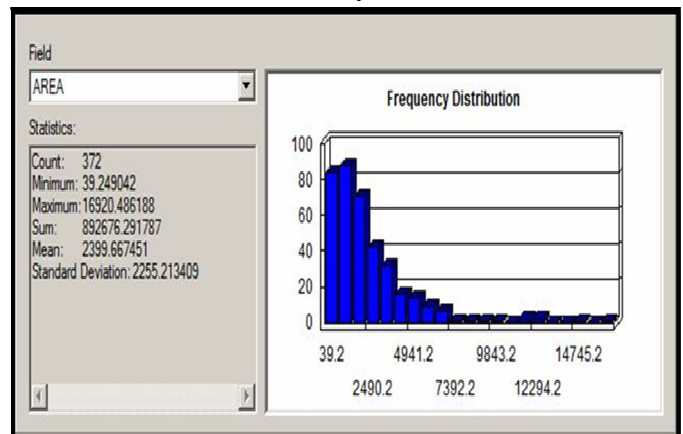 Field
AREA
Statistics:
Count: 372
Minimum: 39.249042
Maximum: 16920.486188
Sum: 892676.291787
Mean: 2399.667451
Standard Deviation: 2255.213409
Frequency Distribution
100
80
60
40
20
0
39.2 4941.2 9843.2 14745.2
2490.2 7392.2 12294.2